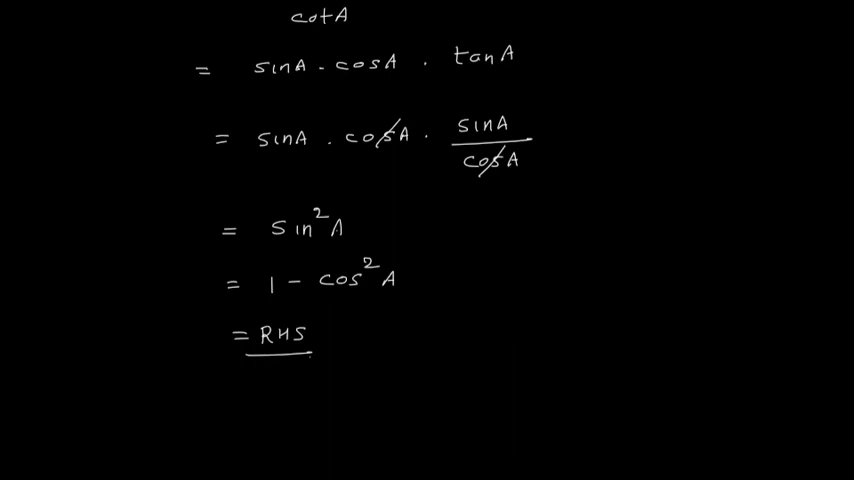 cotA
= sinA . cosA . tanA
= sinA . cosA . sinA
cosA
= sin²A
= 1 - cos²A
= RHS